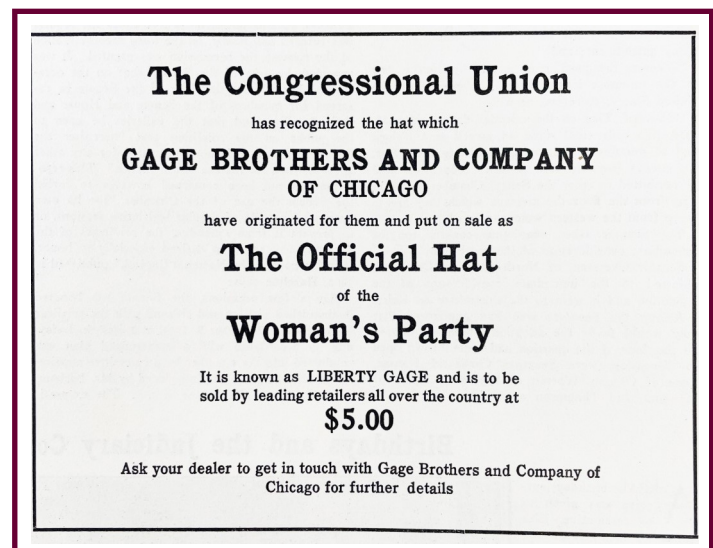 The Congressional Union
has recognized the hat which
GAGE BROTHERS AND COMPANY
OF CHICAGO
have originated for them and put on sale as
The Official Hat
of the
Woman's Party
It is known as LIBERTY GAGE and is to be
sold by leading retailers all over the country at
$5.00
Ask your dealer to get in touch with Gage Brothers and Company of
Chicago for further details